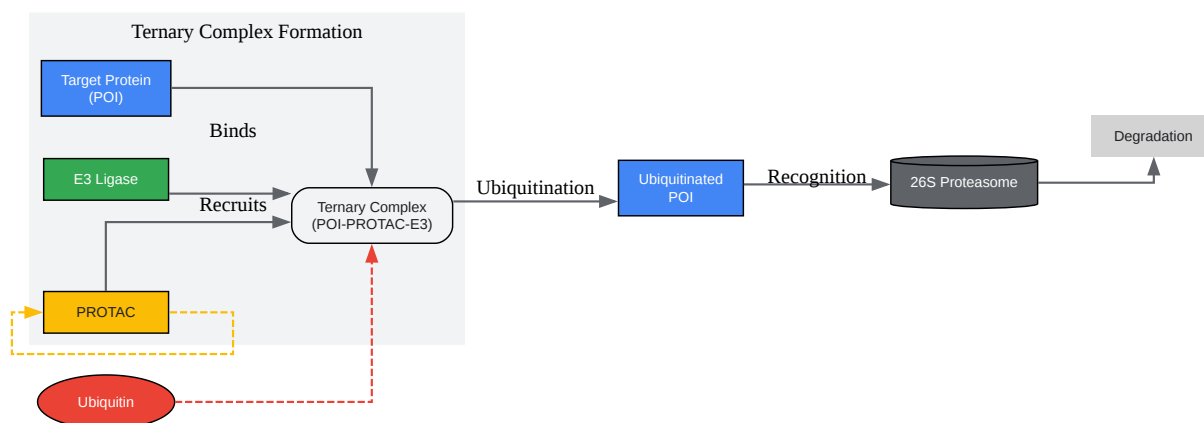 Ternary Complex Formation
Target Protein
(POI)
Binds
E3 Ligase
Recruits
Ternary Complex
(POI-PROTAC-E3)
Ubiquitination
Ubiquitinated
POI
Recognition
26S Proteasome
Degradation
PROTAC
Ubiquitin